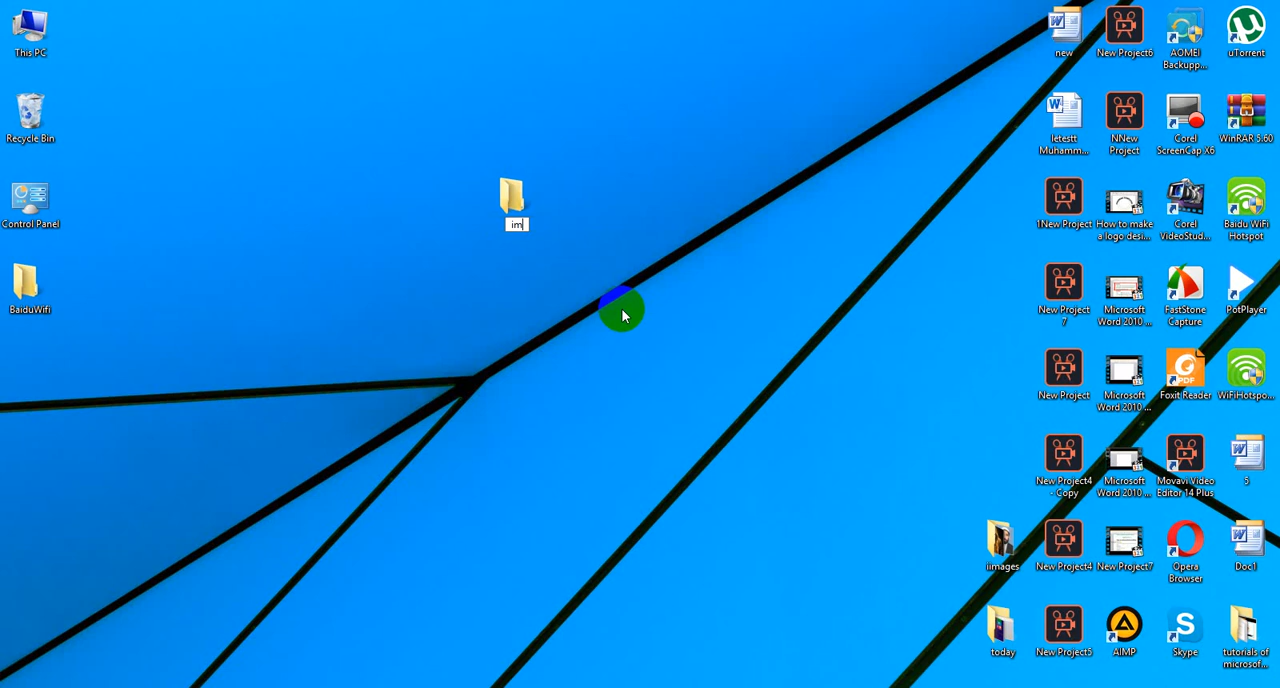 This PC
Recycle Bin
Control Panel
BaiduWifi
im
new
New Project6
AOMEI
Backupp...
uTorrent
letestt
Muhamm...
NNew
Project
Corel
ScreenCap X6
WinRAR 5.60
1New Project
How to make
a logo desi...
Corel
VideoStud...
Baidu WiFi
Hotspot
New Project
7
Microsoft
Word 2010 ...
FastStone
Capture
PotPlayer
New Project
Microsoft
Word 2010 ...
PDF
Foxit Reader
WiFiHotspo...
New Project4
- Copy
Microsoft
Word 2010 ...
Movavi Video
Editor 14 Plus
5
iimages
New Project4
New Project7
Opera
Browser
Doc1
today
New Project5
AIMP
Skype
tutorials of
microsof...